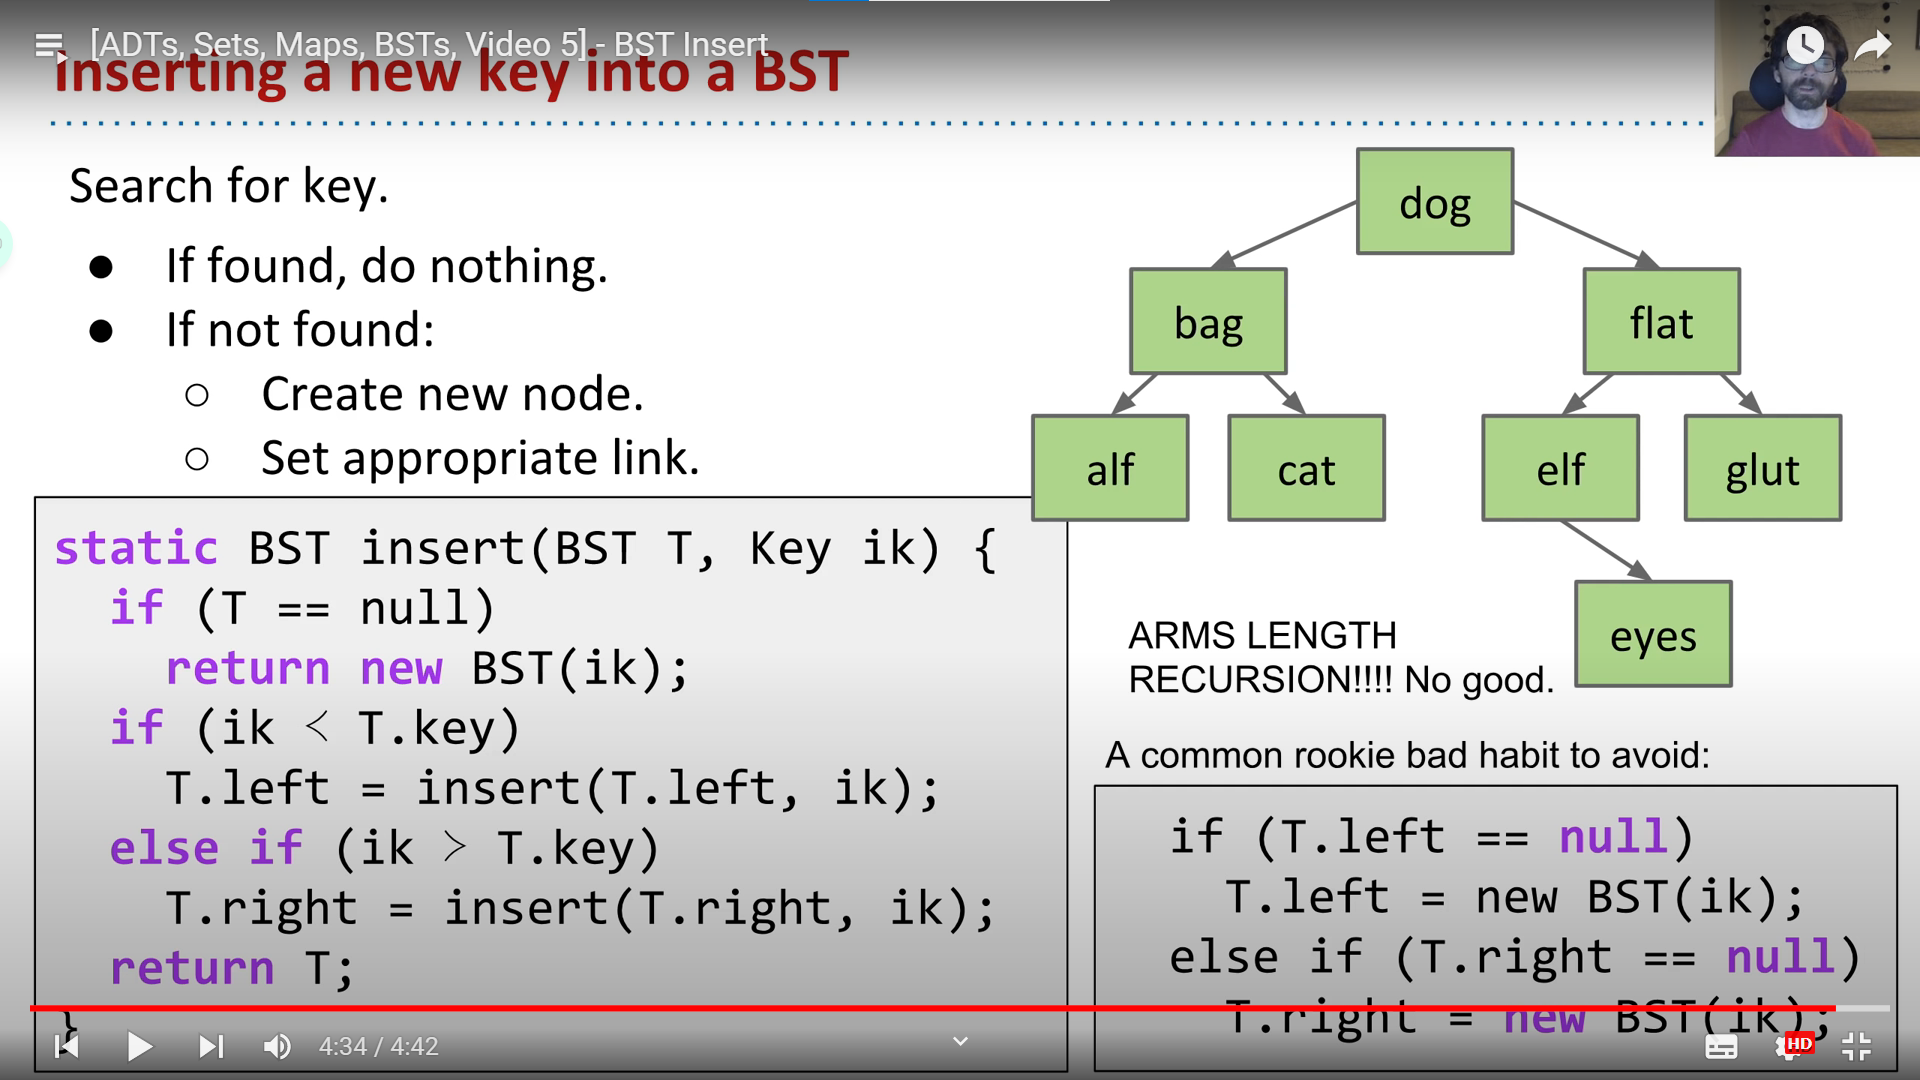 [ADTs, Sets, Maps, BSTs, Video 5] - BST Insert
Inserting a new key into a BST
Search for key.
● If found, do nothing.
● If not found:
○ Create new node.
○ Set appropriate link.
static BST insert(BST T, Key ik) {
if (T == null)
return new BST(ik);
if (ik < T.key)
T.left = insert(T.left, ik);
else if (ik > T.key)
T.right = insert(T.right, ik);
return T;
}
dog
bag
flat
alf
cat
elf
glut
eyes
ARMS LENGTH
RECURSION!!!! No good.
A common rookie bad habit to avoid:
if (T.left == null)
T.left = new BST(ik);
else if (T.right == null)
T.right = new BST(ik);
4:34 / 4:42
HD